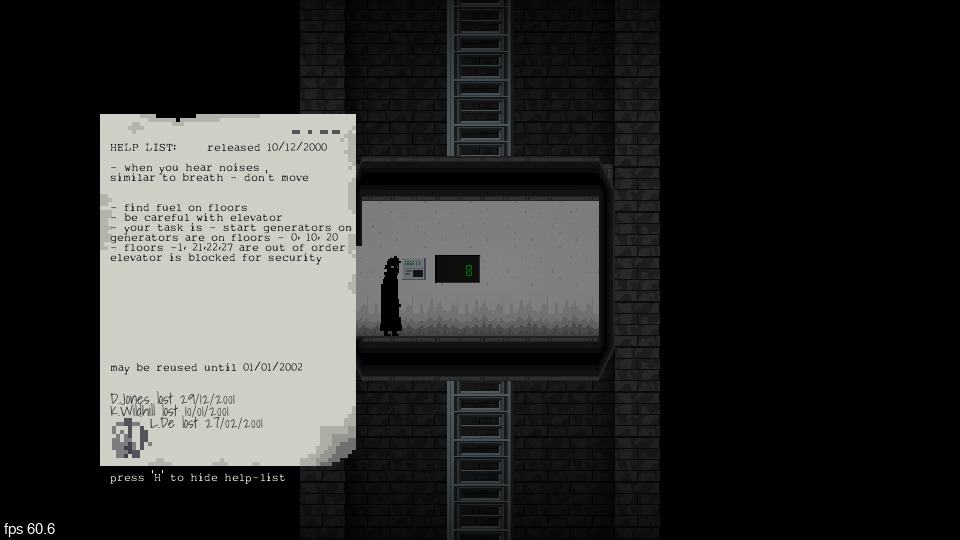 HELP LIST: released 10/12/2000
- when you hear noises ,
similar to breath - don't move
- find fuel on floors
- be careful with elevator
- your task is - start generators on
generators are on floors - 0, 10, 20
- floors -1, 21,22,27 are out of order
elevator is blocked for security
may be reused until 01/01/2002
D.Jones lost 29/12/2001
K.Wildhill lost 10/01/2001
L.De lost 27/02/2001
press 'H' to hide help-list
0
fps 60.6